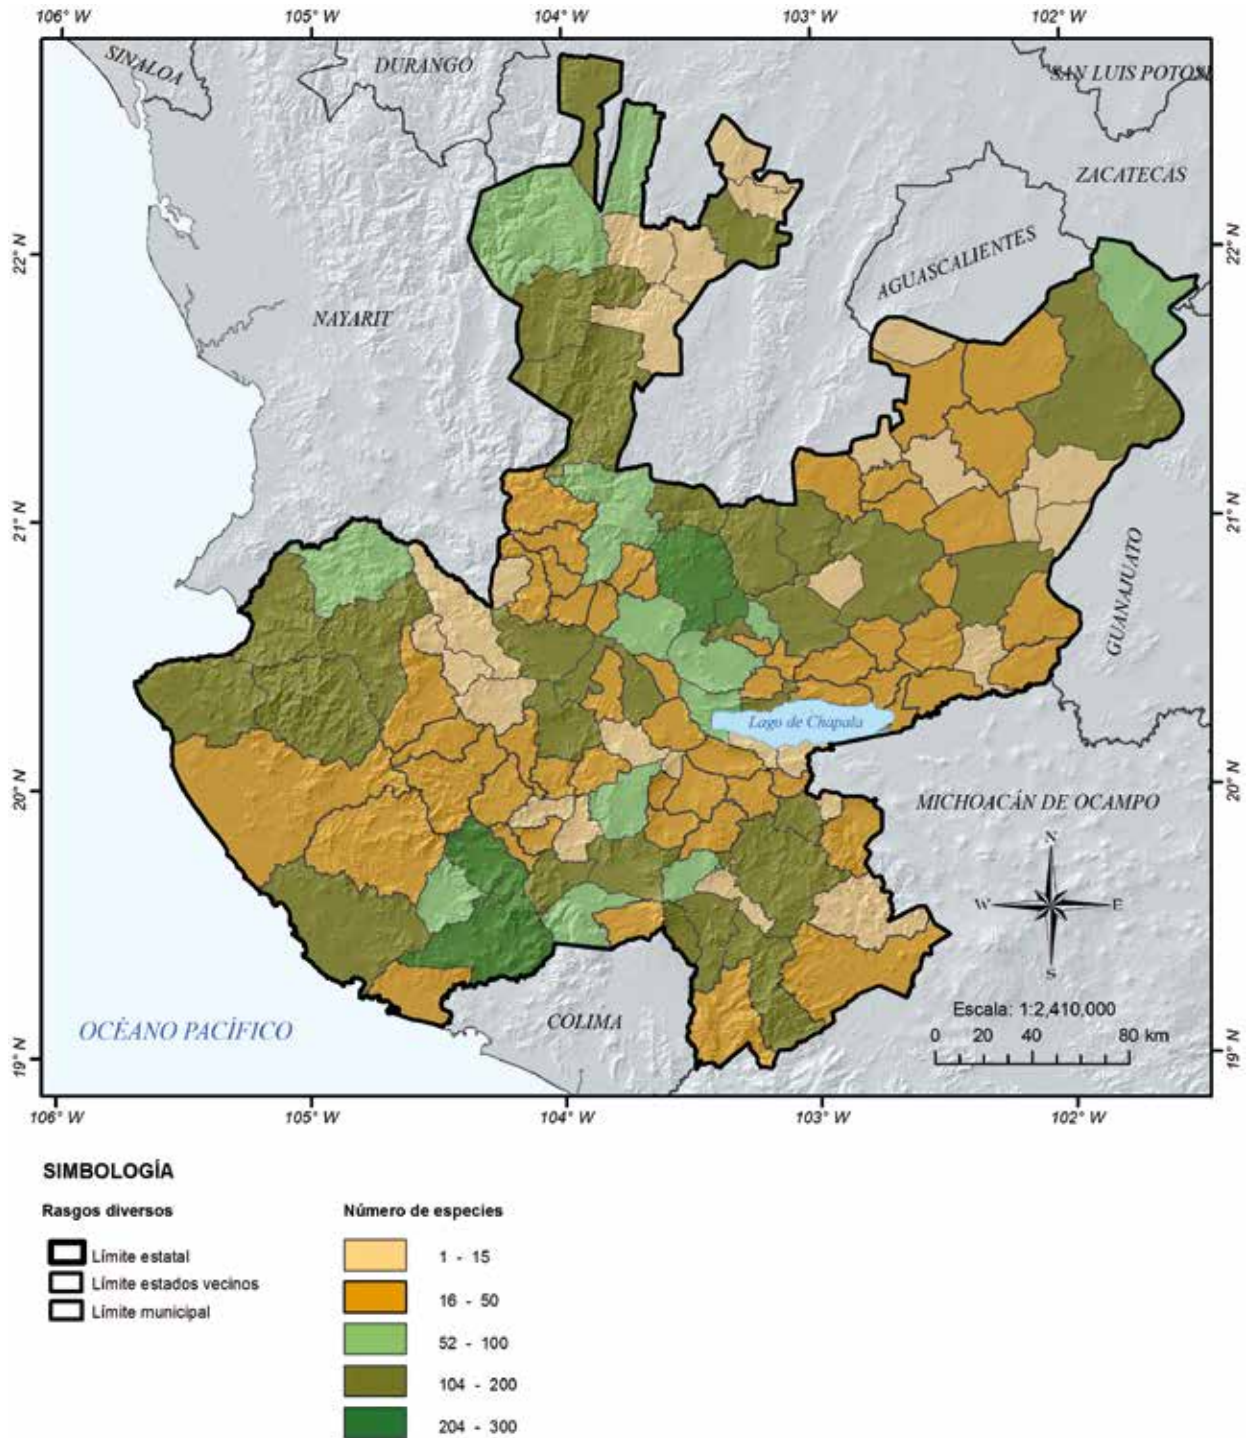 106° W 105° W 104° W 103° W 102° W
SINALOA
DURANGO
SAN LUIS POTOSÍ
ZACATECAS
22° N
22° N
AGUASCALIENTES
NAYARIT
21° N
21° N
GUANAJUATO
Lago de Chapala
20° N
20° N
MICHOACÁN DE OCAMPO
N
W E
S
Escala: 1:2,410,000
0 20 40 60 80 km
COLIMA
OCÉANO PACÍFICO
19° N
19° N
106° W 105° W 104° W 103° W 102° W
SIMBOLOGÍA
Rasgos diversos
Límite estatal
Límite estados vecinos
Límite municipal
Número de especies
1 - 15
16 - 50
52 - 100
104 - 200
204 - 300